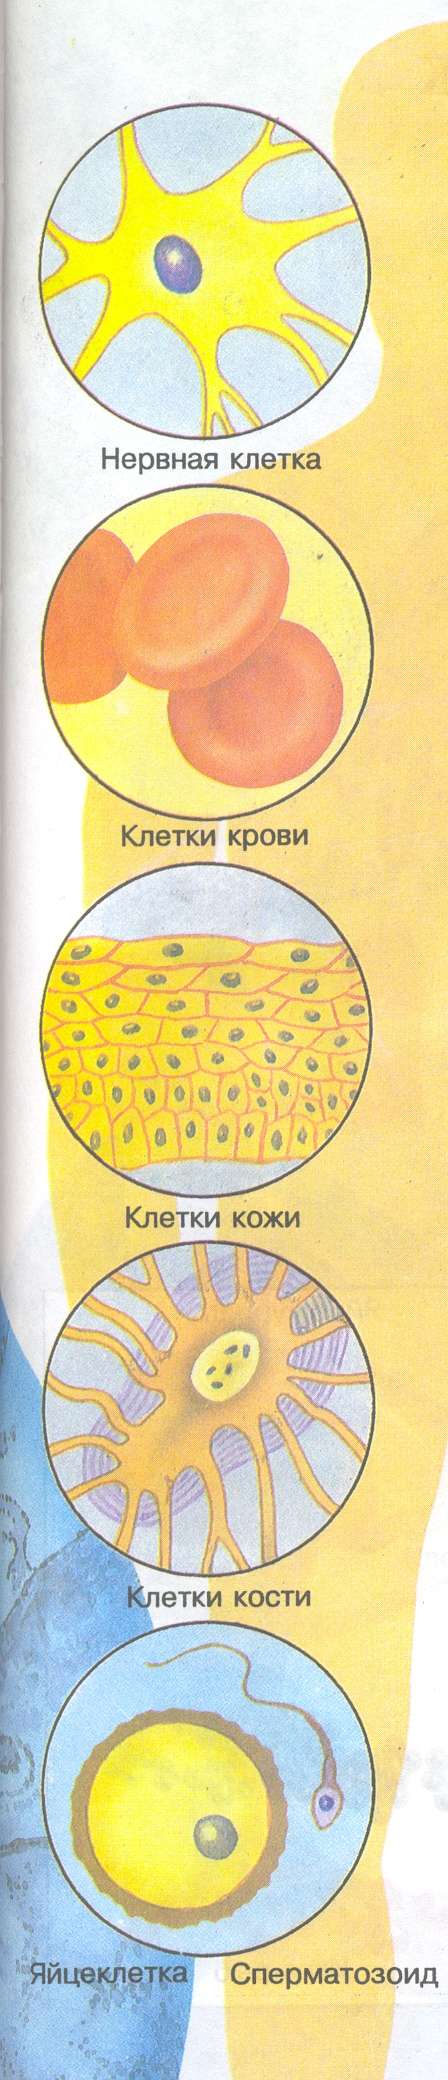 Нервная клетка
Клетки крови
Клетки кожи
Клетки кости
Яйцеклетка Сперматозоид